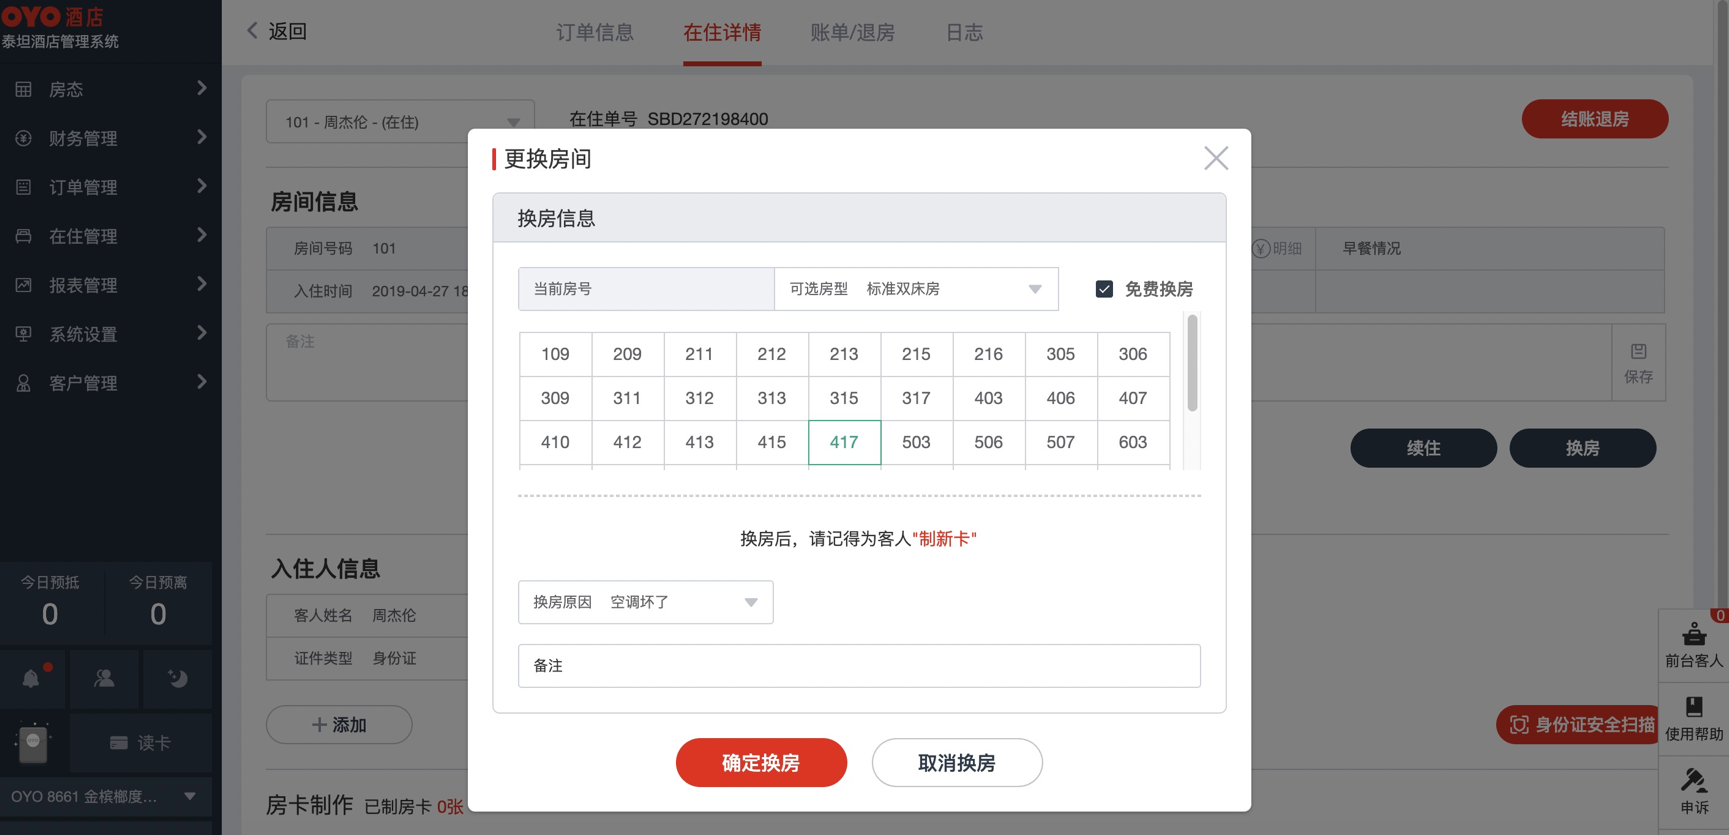 OYO 酒店
泰坦酒店管理系统
房态
财务管理
订单管理
在住管理
报表管理
系统设置
客户管理
今日预抵
今日预离
0
0
读卡
OYO 8661 金槟榔度...
返回
订单信息
在住详情
账单/退房
日志
101 - 周杰伦 - (在住)
在住单号 SBD272198400
结账退房
房间信息
房间号码 101
明细
早餐情况
入住时间 2019-04-27 18
备注
保存
续住
换房
入住人信息
客人姓名 周杰伦
证件类型 身份证
添加
身份证安全扫描
房卡制作 已制房卡 0张
更换房间
换房信息
当前房号
可选房型 标准双床房
免费换房
109 209 211 212 213 215 216 305 306
309 311 312 313 315 317 403 406 407
410 412 413 415 417 503 506 507 603
换房后，请记得为客人"制新卡"
换房原因 空调坏了
备注
确定换房
取消换房
0
前台客人
使用帮助
申诉